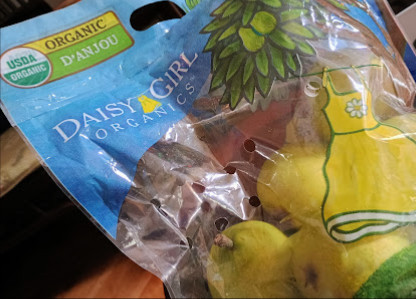 USDA
ORGANIC
ORGANIC
D'ANJOU
DAISY GIRL
ORGANICS